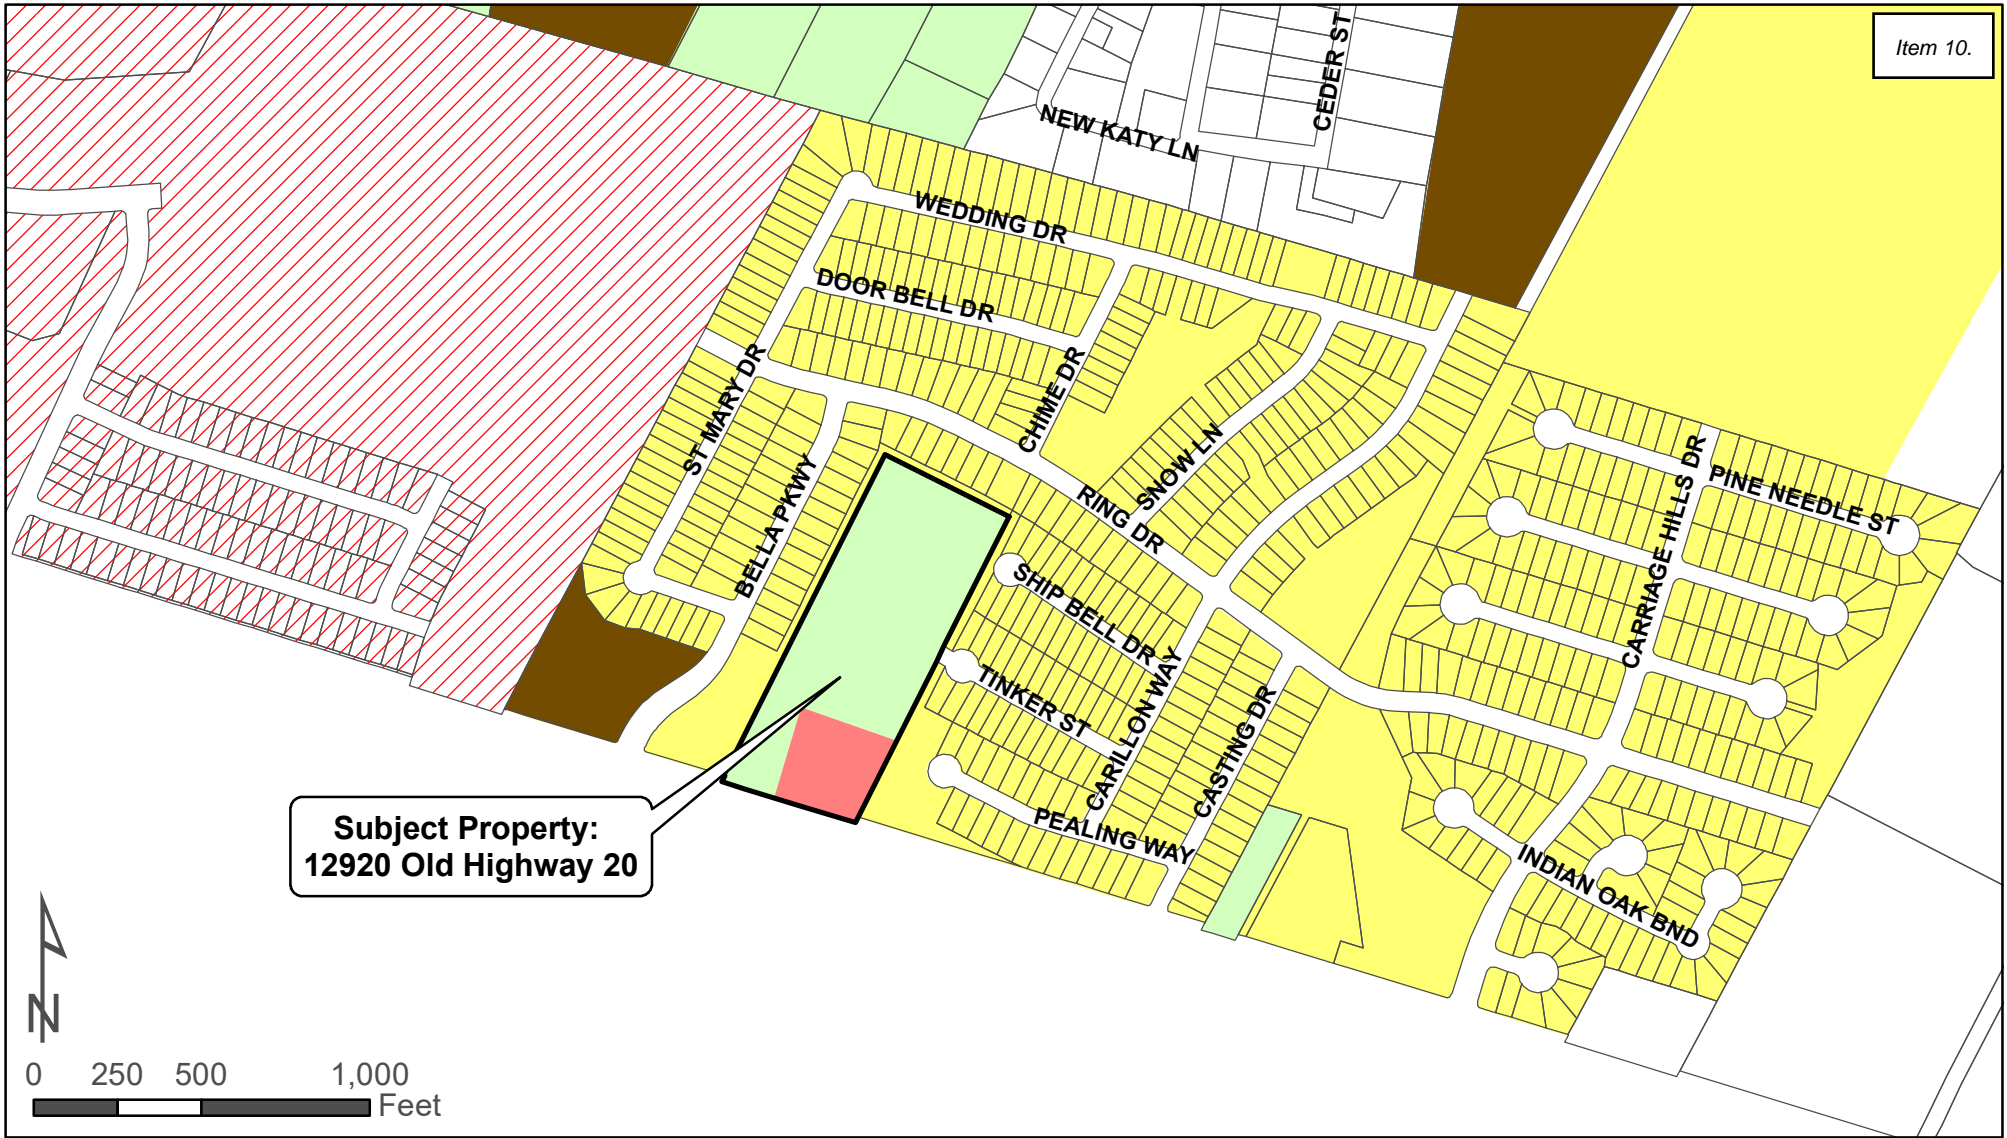 Item 10.
CEDER ST
NEW KATY LN
WEDDING DR
DOOR BELL DR
ST MARY DR
CHIME DR
SNOW LN
BELLA PKWY
RING DR
CARRIAGE HILLS DR
PINE NEEDLE ST
SHIP BELL DR
TINKER ST
CARILLON WAY
CASTING DR
PEALING WAY
INDIAN OAK BND
Subject Property:
12920 Old Highway 20
N
0 250 500 1,000
Feet